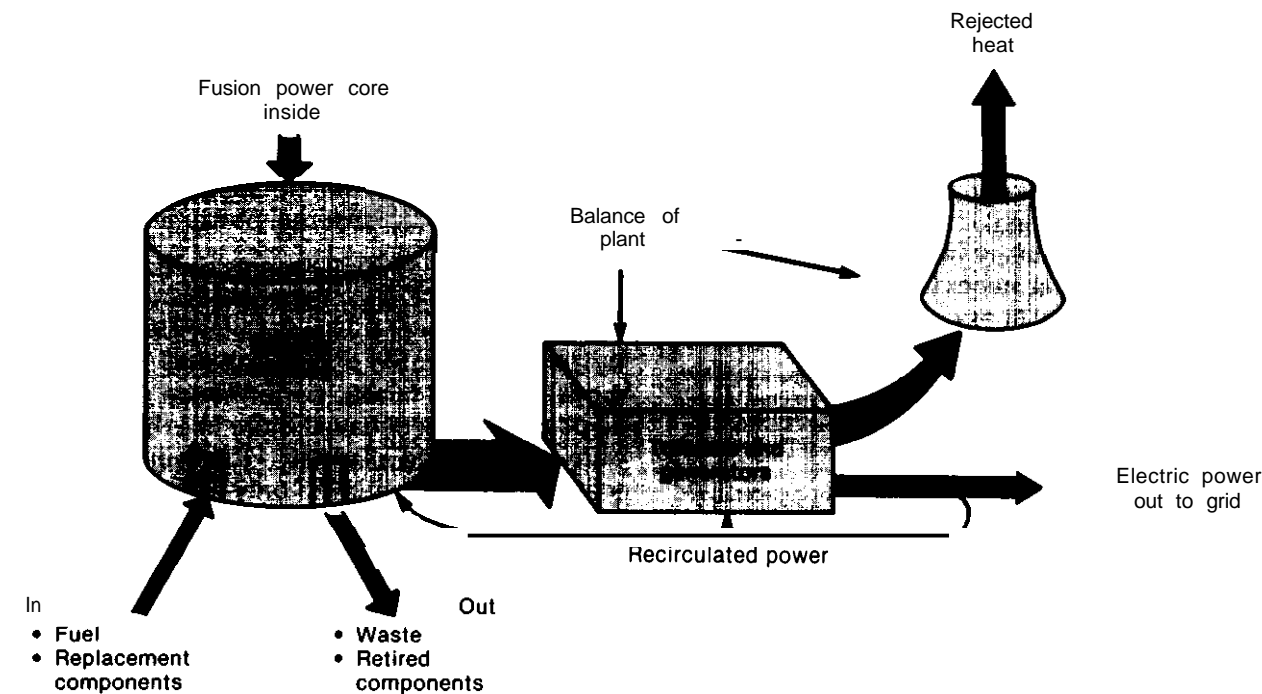 Rejected
heat
Fusion power core
inside
Balance of
plant
Electric power
out to grid
Recirculated power
In
• Fuel
• Replacement
components
Out
• Waste
• Retired
components